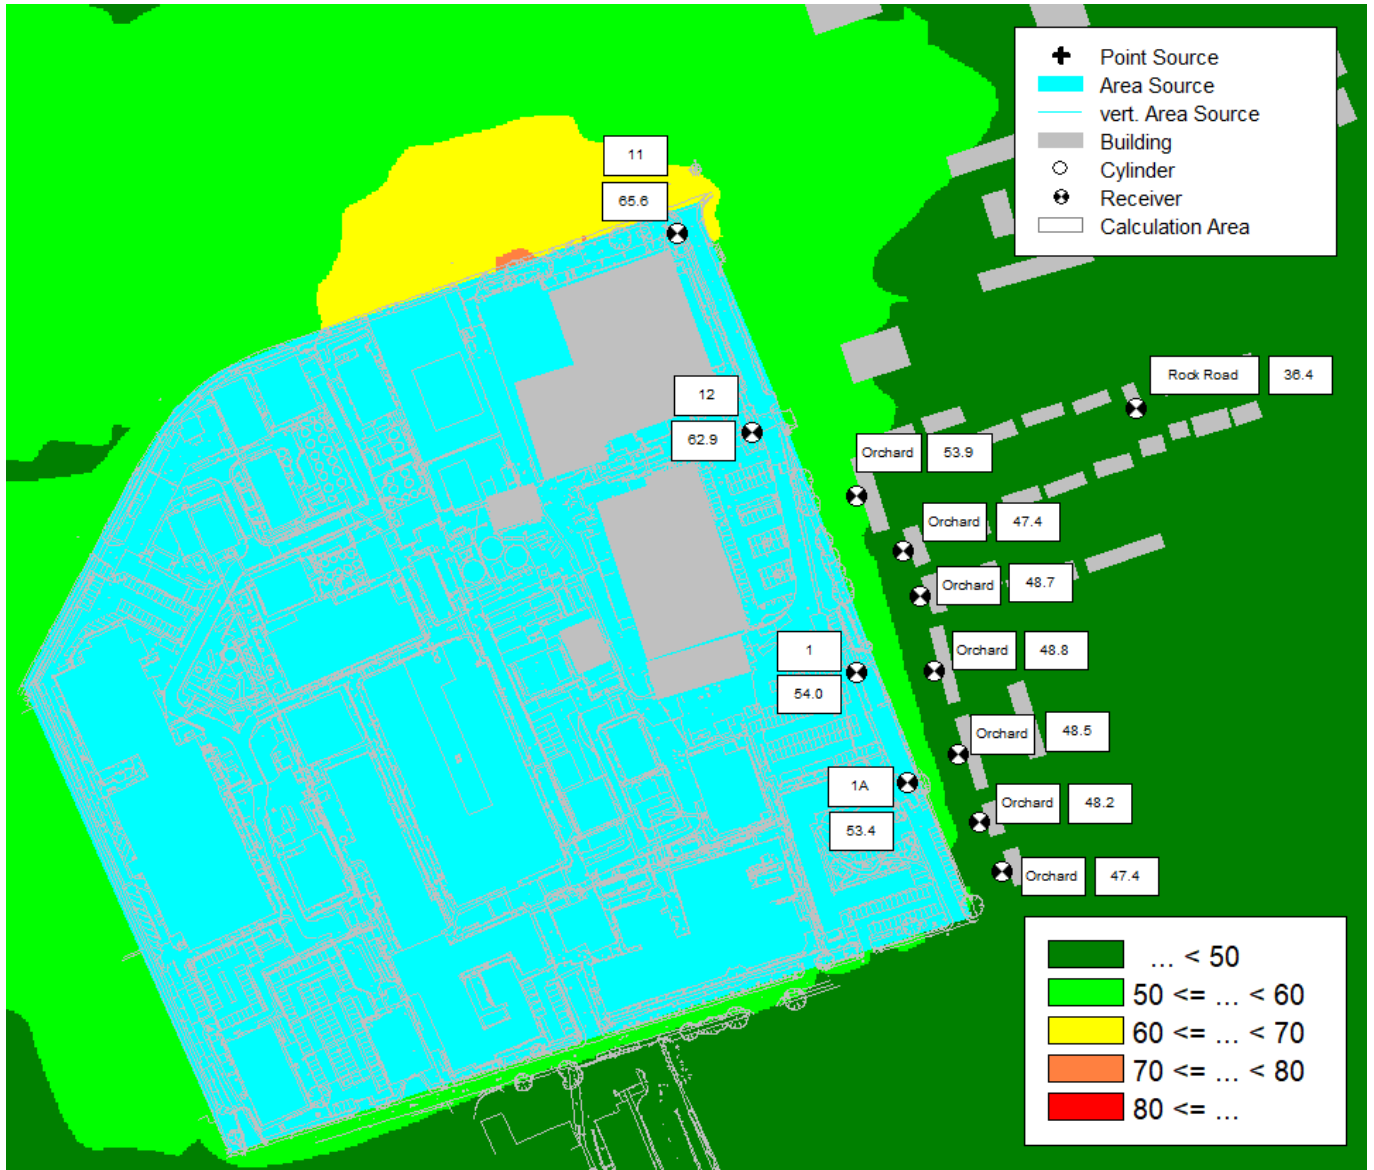 Point Source
Area Source
vert. Area Source
Building
Cylinder
Receiver
Calculation Area
11
65.6
Rock Road 36.4
12
62.9
Orchard 53.9
Orchard 47.4
Orchard 48.7
1
54.0
Orchard 48.8
Orchard 48.5
1A
53.4
Orchard 48.2
Orchard 47.4
... < 50
50 <= ... < 60
60 <= ... < 70
70 <= ... < 80
80 <= ...